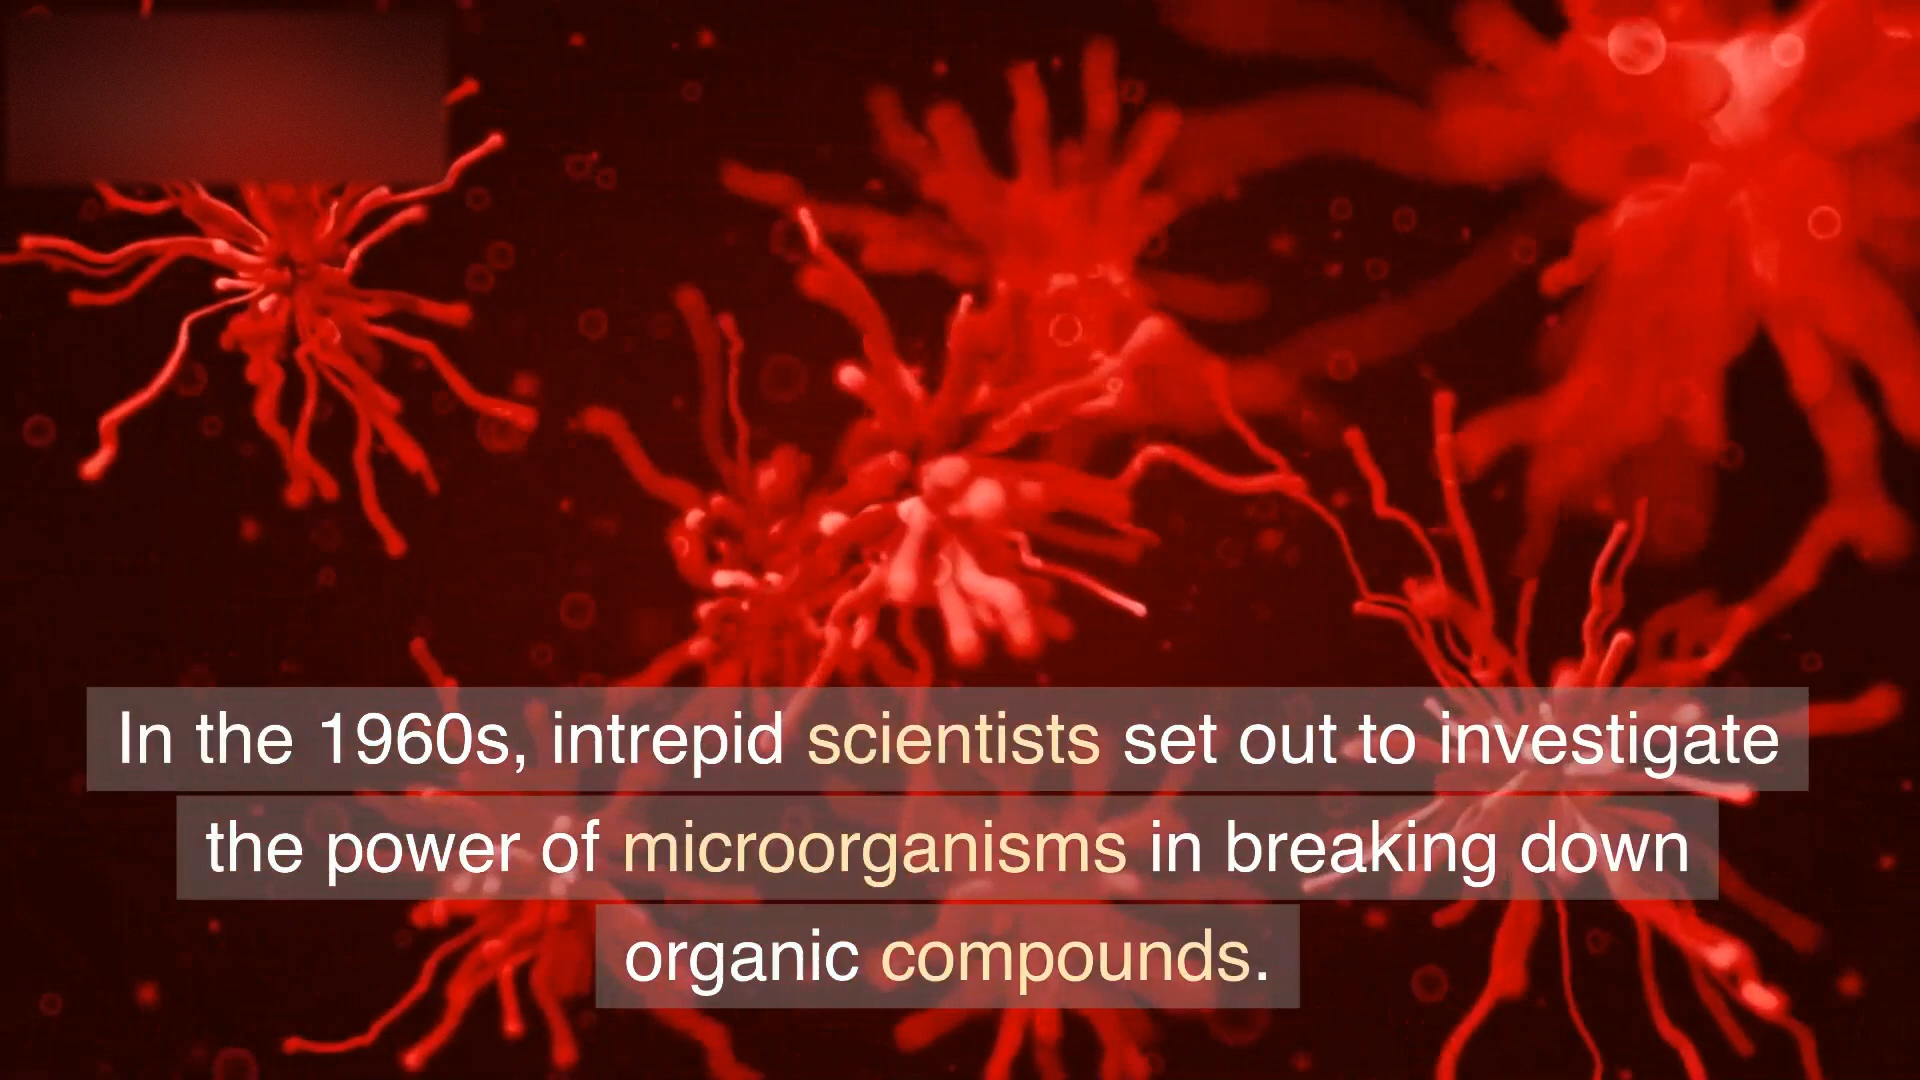 In the 1960s, intrepid scientists set out to investigate
the power of microorganisms in breaking down
organic compounds.